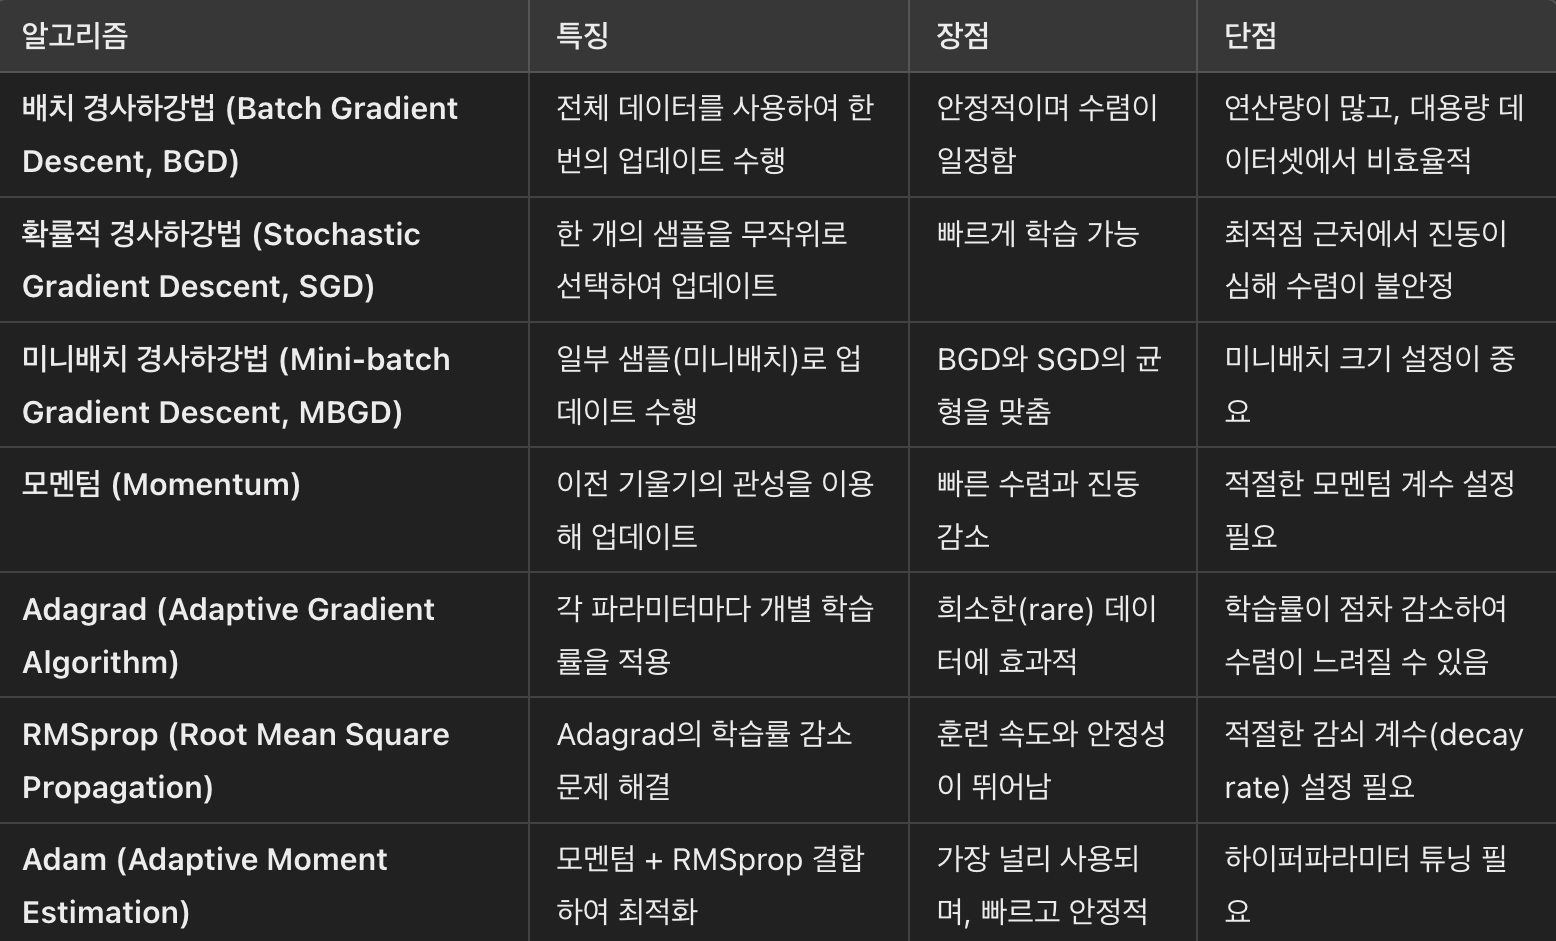 알고리즘
특징
장점
단점
배치 경사하강법 (Batch Gradient
Descent, BGD)
전체 데이터를 사용하여 한
번의 업데이트 수행
안정적이며 수렴이
일정함
연산량이 많고, 대용량 데
이터셋에서 비효율적
확률적 경사하강법 (Stochastic
Gradient Descent, SGD)
한 개의 샘플을 무작위로
선택하여 업데이트
빠르게 학습 가능
최적점 근처에서 진동이
심해 수렴이 불안정
미니배치 경사하강법 (Mini-batch
Gradient Descent, MBGD)
일부 샘플(미니배치)로 업
데이트 수행
BGD와 SGD의 균
형을 맞춤
미니배치 크기 설정이 중
요
모멘텀 (Momentum)
이전 기울기의 관성을 이용
해 업데이트
빠른 수렴과 진동
감소
적절한 모멘텀 계수 설정
필요
Adagrad (Adaptive Gradient
Algorithm)
각 파라미터마다 개별 학습
률을 적용
희소한(rare) 데이
터에 효과적
학습률이 점차 감소하여
수렴이 느려질 수 있음
RMSprop (Root Mean Square
Propagation)
Adagrad의 학습률 감소
문제 해결
훈련 속도와 안정성
이 뛰어남
적절한 감쇠 계수(decay
rate) 설정 필요
Adam (Adaptive Moment
Estimation)
모멘텀 + RMSprop 결합
하여 최적화
가장 널리 사용되
며, 빠르고 안정적
하이퍼파라미터 튜닝 필
요